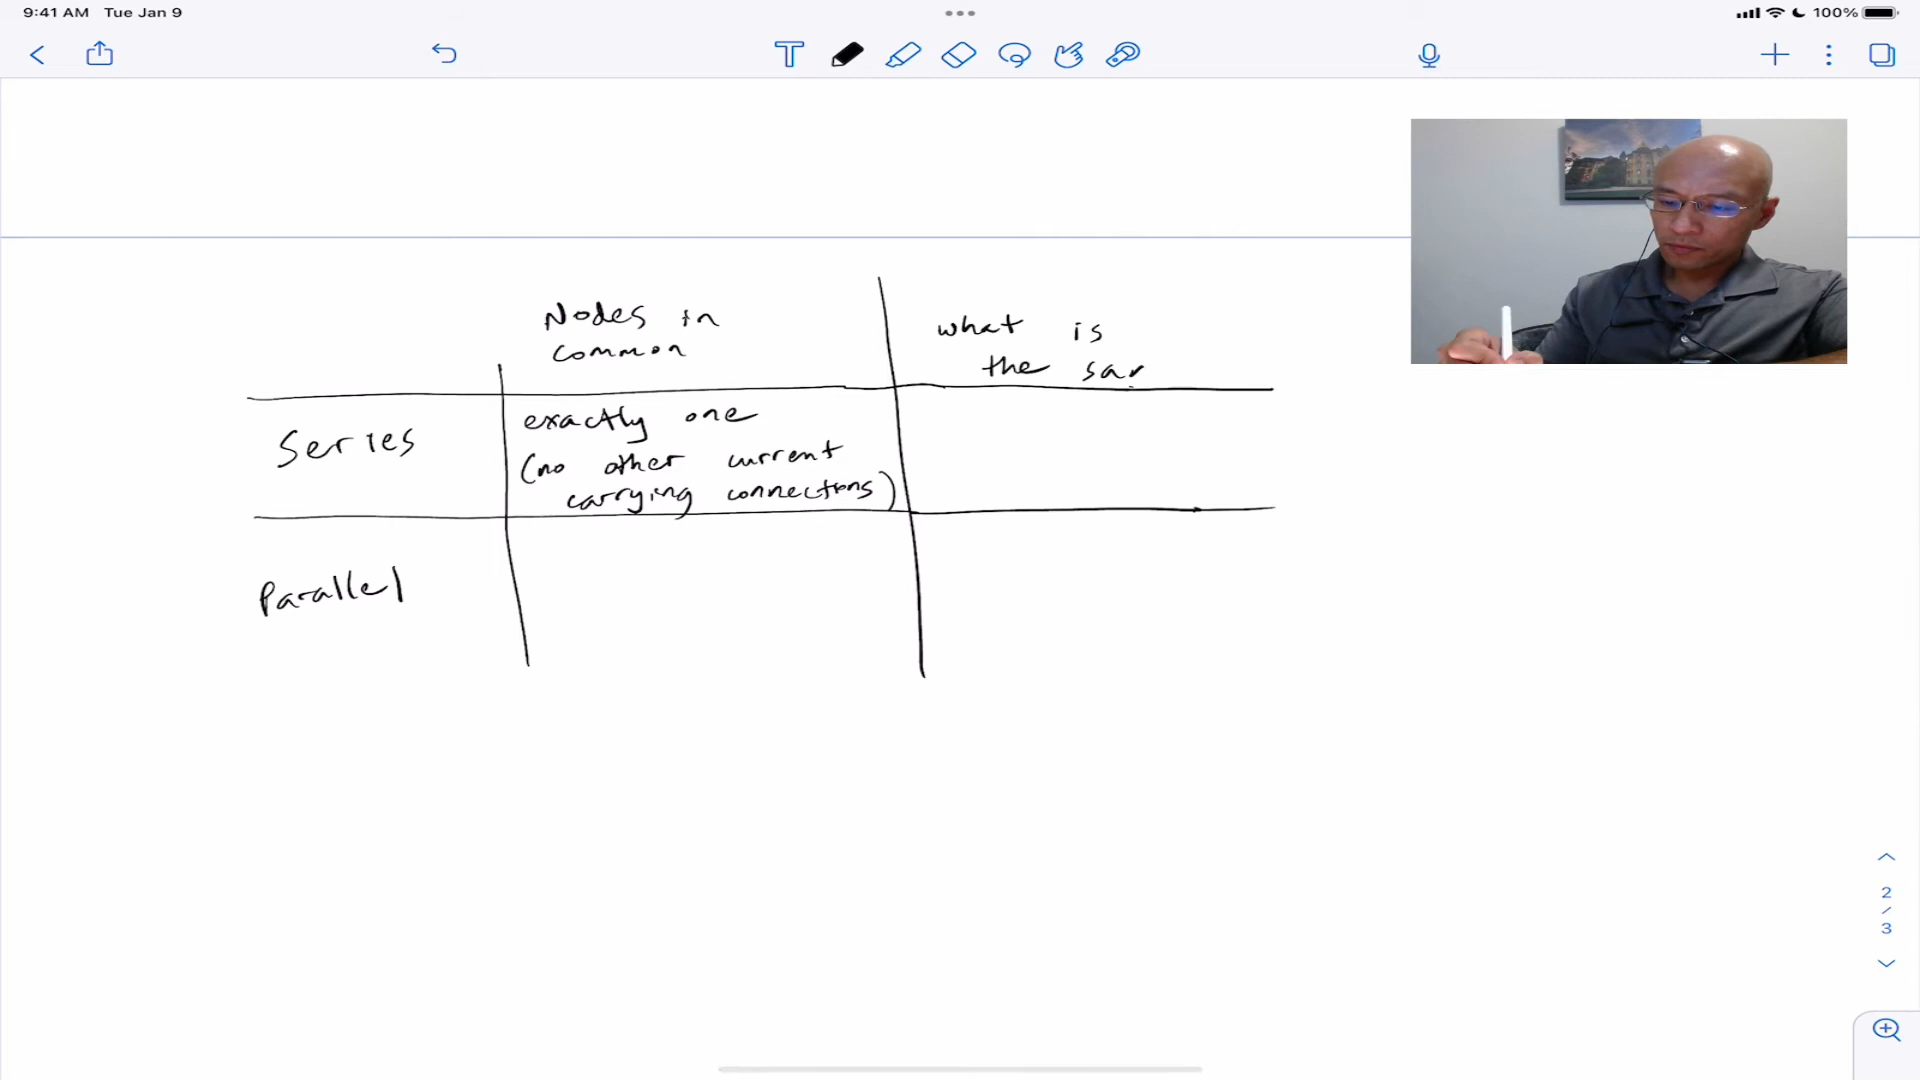 9:41 AM Tue Jan 9
100%
Nodes in
common
what is
the sa
Series
exactly one
(no other current
carrying connections)
Parallel
2
/
3